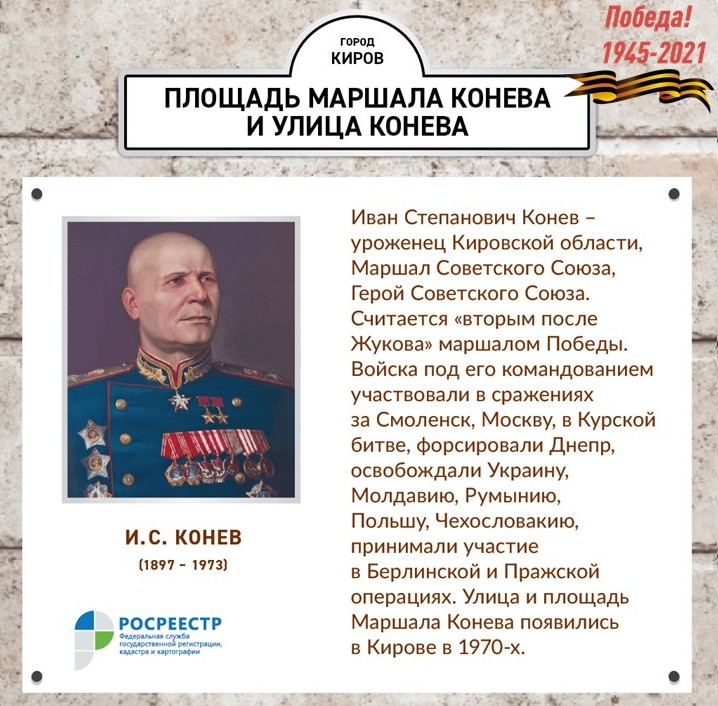 Победа!
1945-2021
ГОРОД
КИРОВ
ПЛОЩАДЬ МАРШАЛА КОНЕВА
И УЛИЦА КОНЕВА
Иван Степанович Конев –
уроженец Кировской области,
Маршал Советского Союза,
Герой Советского Союза.
Считается «вторым после
Жукова» маршалом Победы.
Войска под его командованием
участвовали в сражениях
за Смоленск, Москву, в Курской
битве, форсировали Днепр,
освобождали Украину,
Молдавию, Румынию,
Польшу, Чехословакию,
принимали участие
в Берлинской и Пражской
операциях. Улица и площадь
Маршала Конева появились
в Кирове в 1970-х.
И.С. КОНЕВ
(1897 – 1973)
РОСРЕЕСТР
Федеральная служба
государственной регистрации,
кадастра и картографии